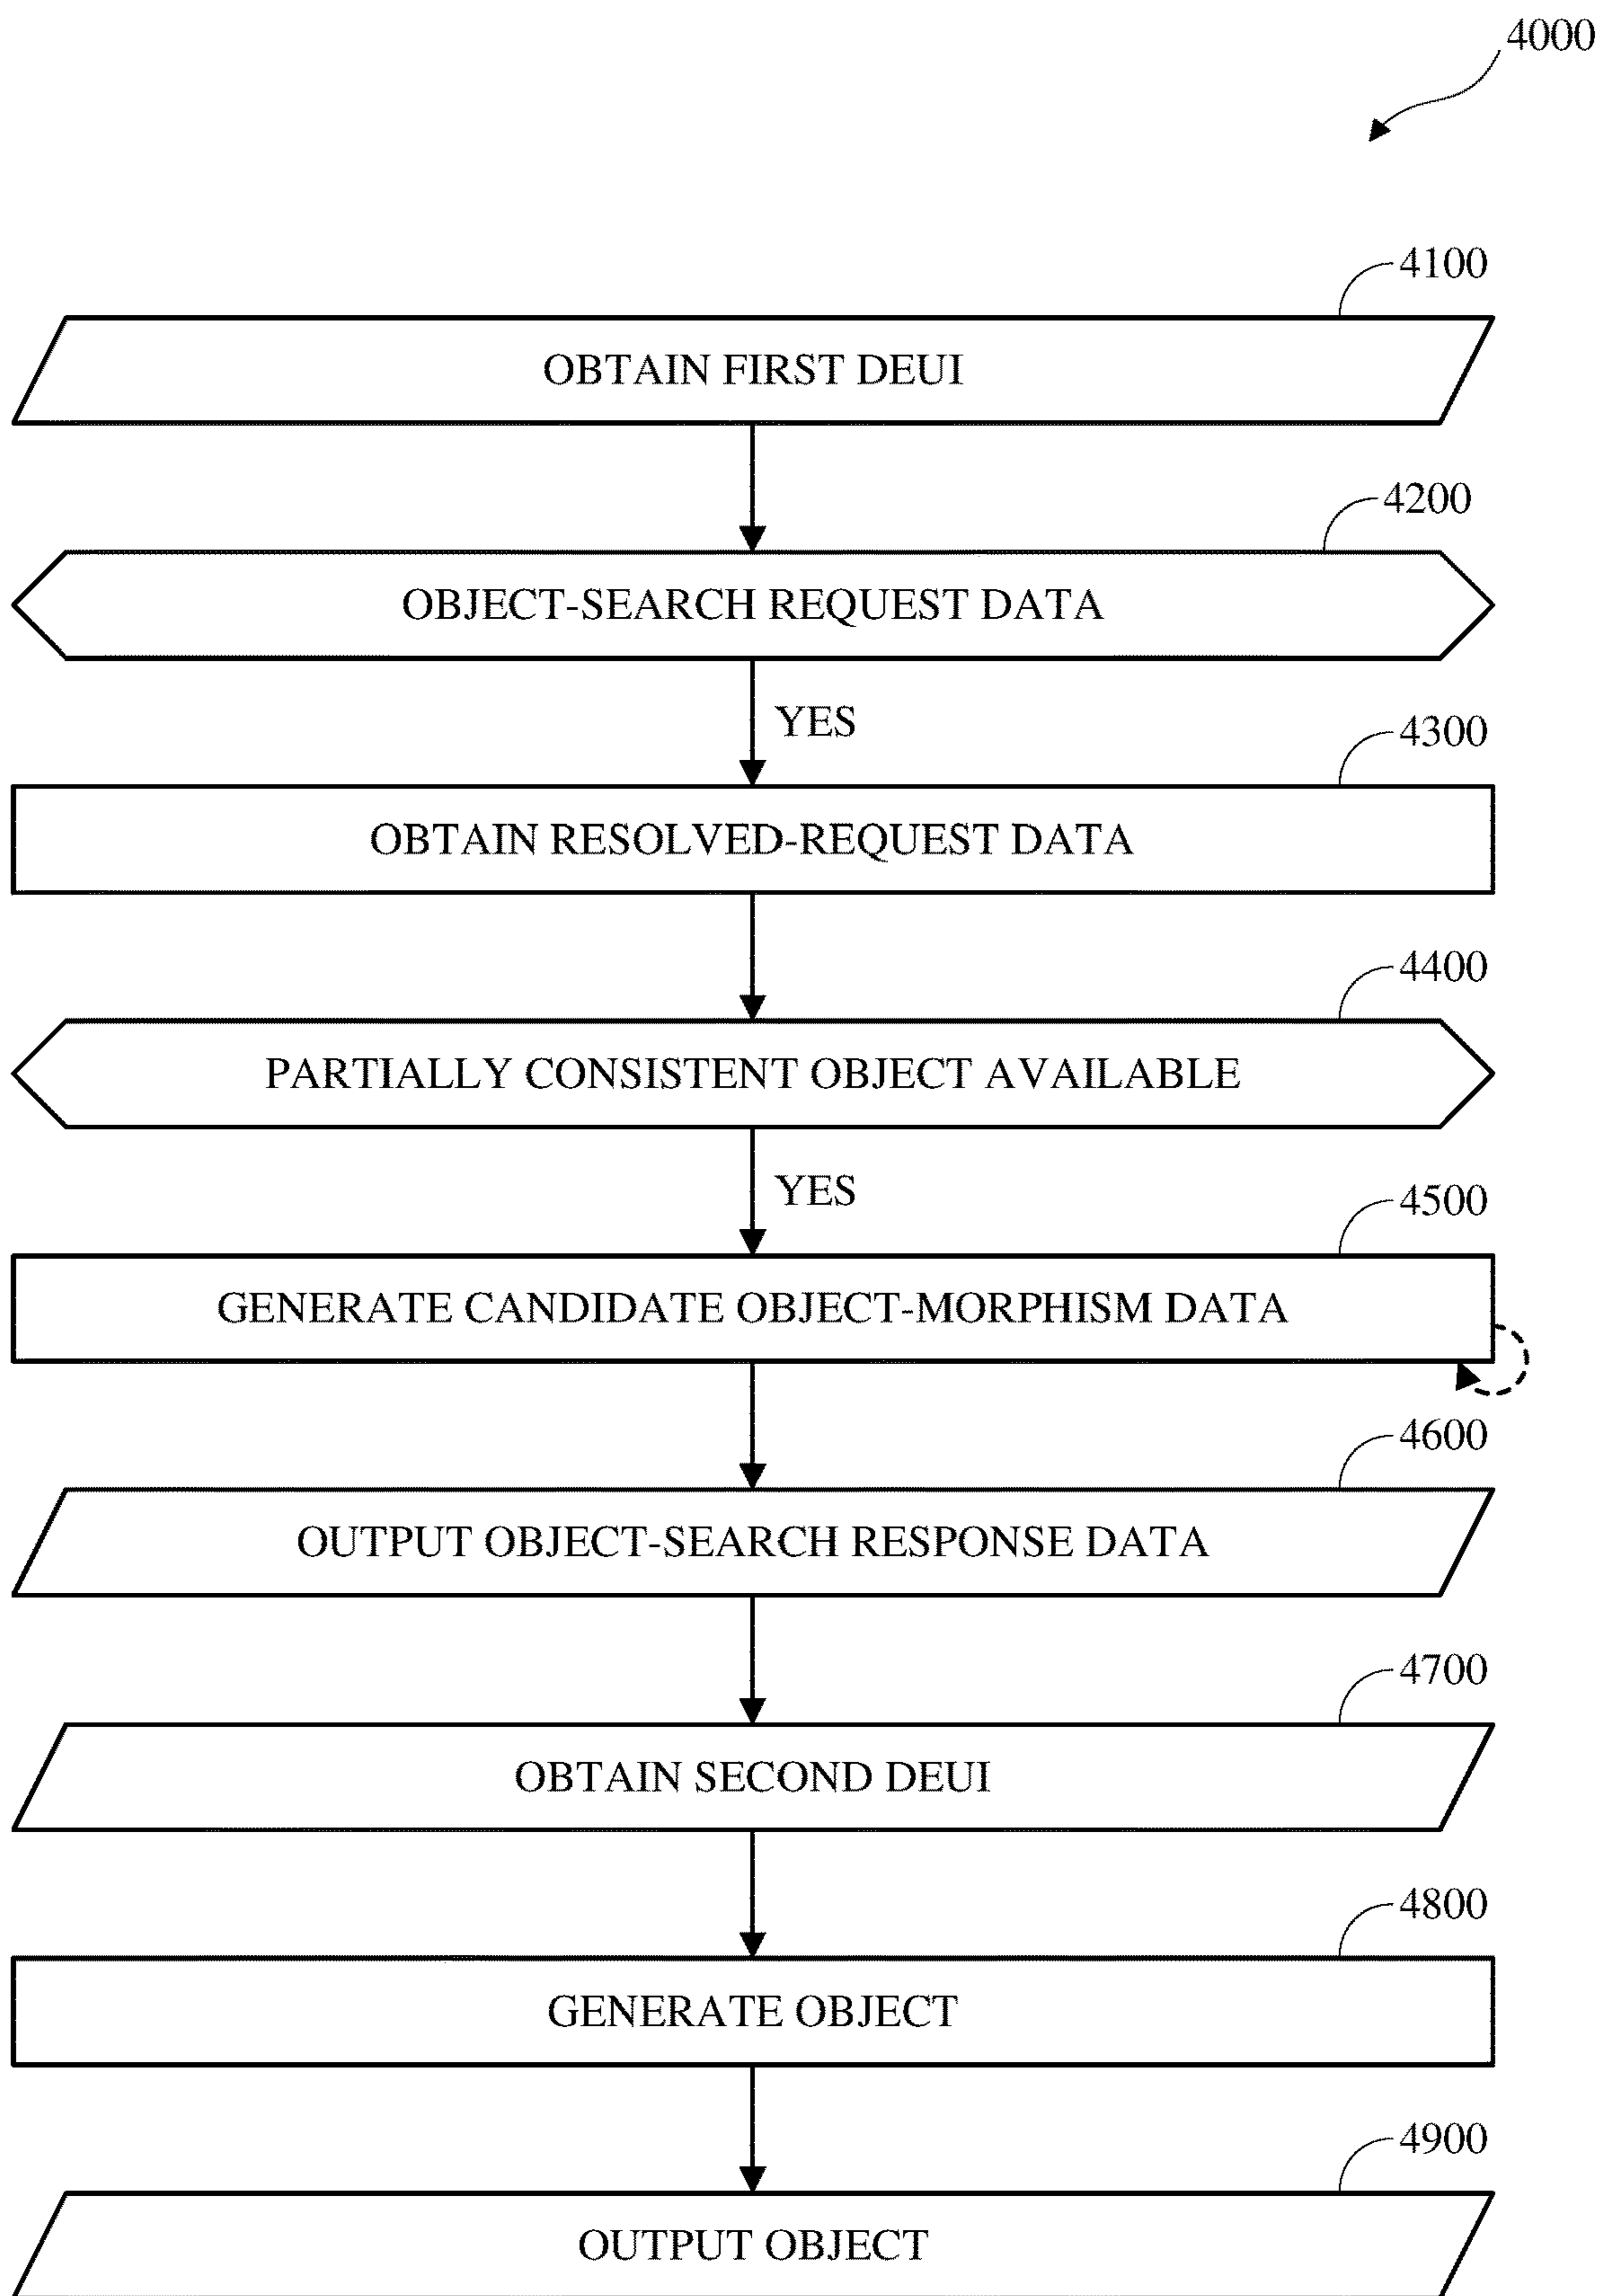 4000
4100
OBTAIN FIRST DEUI
4200
OBJECT-SEARCH REQUEST DATA
YES
4300
OBTAIN RESOLVED-REQUEST DATA
4400
PARTIALLY CONSISTENT OBJECT AVAILABLE
YES
4500
GENERATE CANDIDATE OBJECT-MORPHISM DATA
4600
OUTPUT OBJECT-SEARCH RESPONSE DATA
4700
OBTAIN SECOND DEUI
4800
GENERATE OBJECT
4900
OUTPUT OBJECT